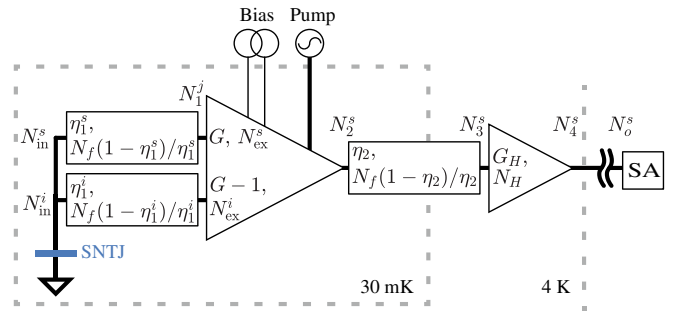 Bias Pump
N_1^j N_2^s N_3^s N_4^s N_o^s
N_in^s η_1^s, N_f(1 − η_1^s)/η_1^s G, N_ex^s η_2, N_f(1 − η_2)/η_2 G_H, N_H SA
N_in^i η_1^i, N_f(1 − η_1^i)/η_1^i G − 1, N_ex^i
SNTJ
30 mK 4 K